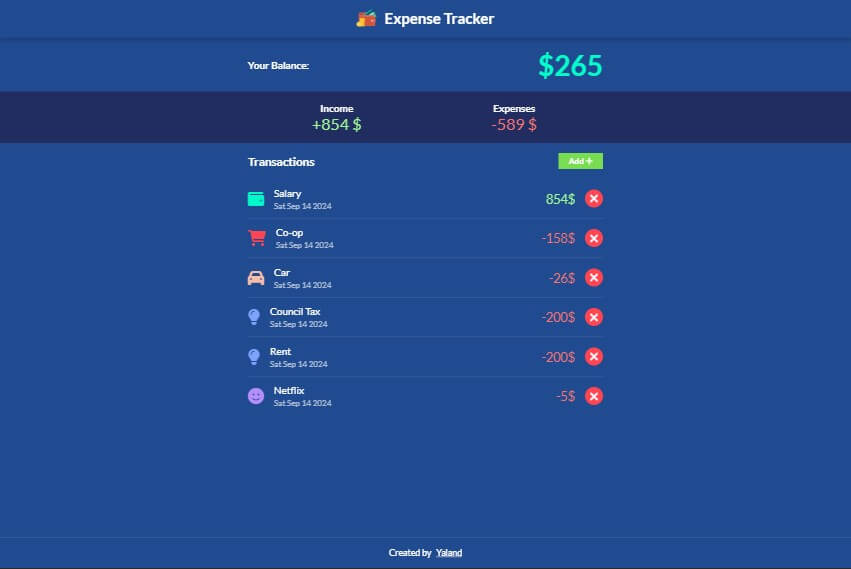 Expense Tracker
Your Balance: $265
Income Expenses
+854 $ -589 $
Transactions Add +
Salary
Sat Sep 14 2024
854$
Co-op
Sat Sep 14 2024
-158$
Car
Sat Sep 14 2024
-26$
Council Tax
Sat Sep 14 2024
-200$
Rent
Sat Sep 14 2024
-200$
Netflix
Sat Sep 14 2024
-5$
Created by Yaland